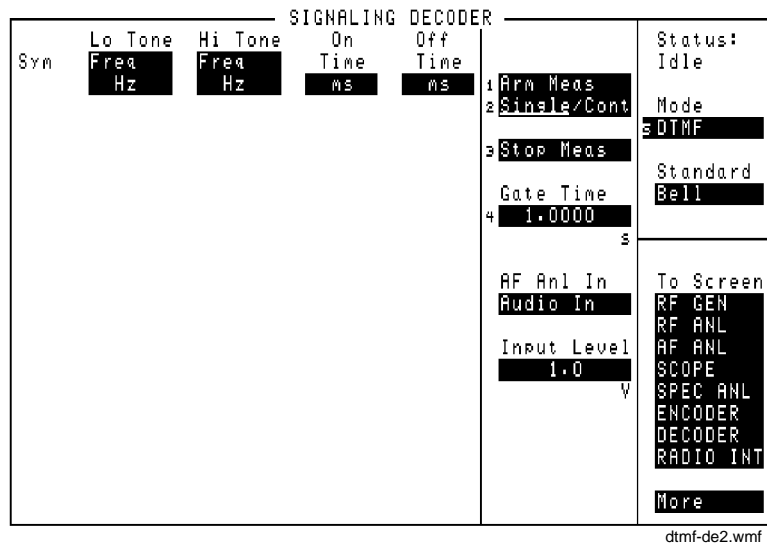 SIGNALING DECODER
Sym
Lo Tone
Freq
Hz
Hi Tone
Freq
Hz
On
Time
ms
Off
Time
ms
1 Arm Meas
2 Single/Cont
3 Stop Meas
Gate Time
4 1.0000
s
AF Anl In
Audio In
Input Level
1.0
V
Status:
Idle
Mode
5 DTMF
Standard
Bell
To Screen
RF GEN
RF ANL
AF ANL
SCOPE
SPEC ANL
ENCODER
DECODER
RADIO INT
More
dtmf-de2.wmf